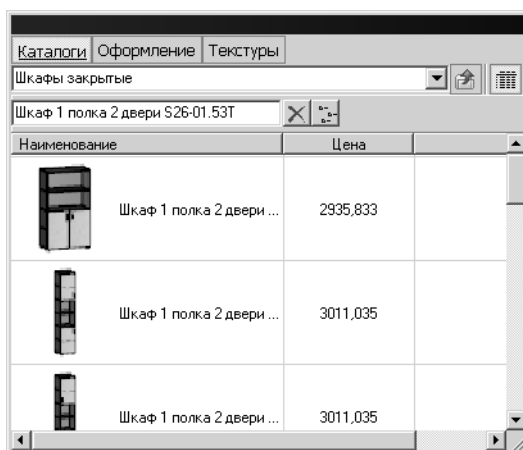 Каталоги Оформление Текстуры
Шкафы закрытые
Шкаф 1 полка 2 двери S26-01.53T
Наименование Цена
Шкаф 1 полка 2 двери ... 2935,833
Шкаф 1 полка 2 двери ... 3011,035
Шкаф 1 полка 2 двери ... 3011,035